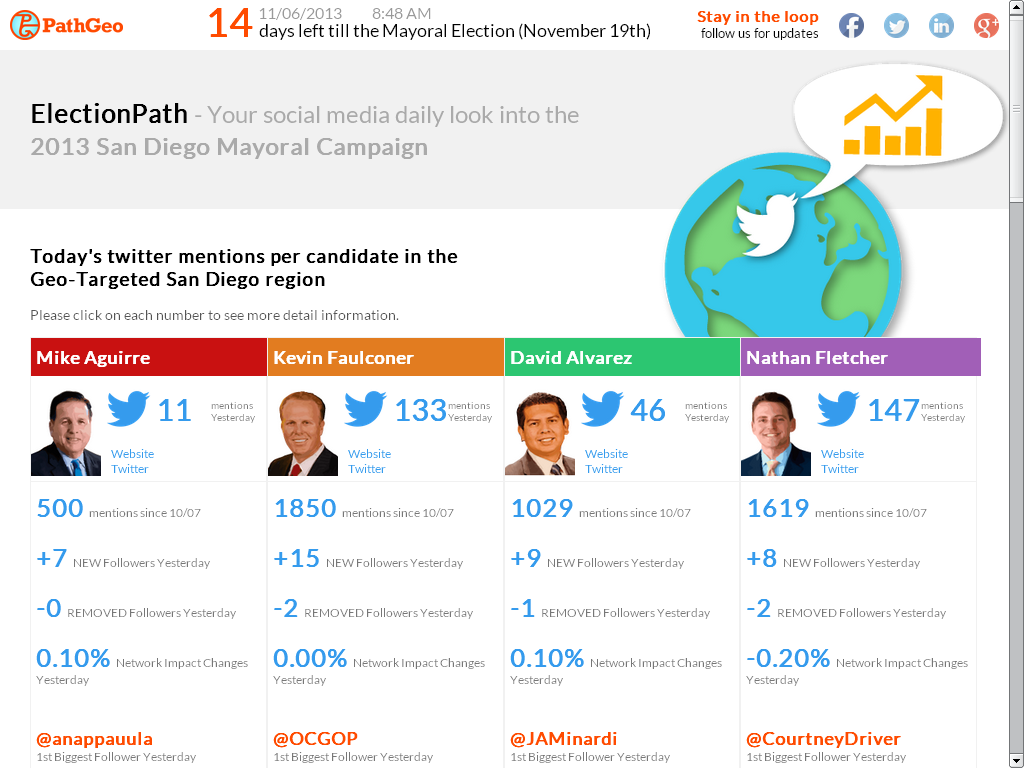 PathGeo
14
11/06/2013 8:48 AM
days left till the Mayoral Election (November 19th)
Stay in the loop
follow us for updates
ElectionPath - Your social media daily look into the
2013 San Diego Mayoral Campaign
Today's twitter mentions per candidate in the
Geo-Targeted San Diego region
Please click on each number to see more detail information.
Mike Aguirre
11 mentions
Yesterday
Website
Twitter
500 mentions since 10/07
+7 NEW Followers Yesterday
-0 REMOVED Followers Yesterday
0.10% Network Impact Changes
Yesterday
@anappauula
1st Biggest Follower Yesterday
Kevin Faulconer
133 mentions
Yesterday
Website
Twitter
1850 mentions since 10/07
+15 NEW Followers Yesterday
-2 REMOVED Followers Yesterday
0.00% Network Impact Changes
Yesterday
@OCGOP
1st Biggest Follower Yesterday
David Alvarez
46 mentions
Yesterday
Website
Twitter
1029 mentions since 10/07
+9 NEW Followers Yesterday
-1 REMOVED Followers Yesterday
0.10% Network Impact Changes
Yesterday
@JAMinardi
1st Biggest Follower Yesterday
Nathan Fletcher
147 mentions
Yesterday
Website
Twitter
1619 mentions since 10/07
+8 NEW Followers Yesterday
-2 REMOVED Followers Yesterday
-0.20% Network Impact Changes
Yesterday
@CourtneyDriver
1st Biggest Follower Yesterday